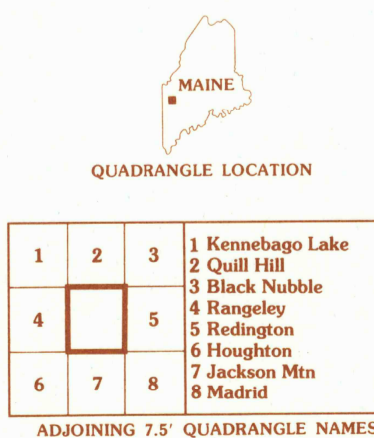 MAINE
QUADRANGLE LOCATION
1 2 3
4 5
6 7 8
1 Kennebago Lake
2 Quill Hill
3 Black Nubble
4 Rangeley
5 Redington
6 Houghton
7 Jackson Mtn
8 Madrid
ADJOINING 7.5′ QUADRANGLE NAMES